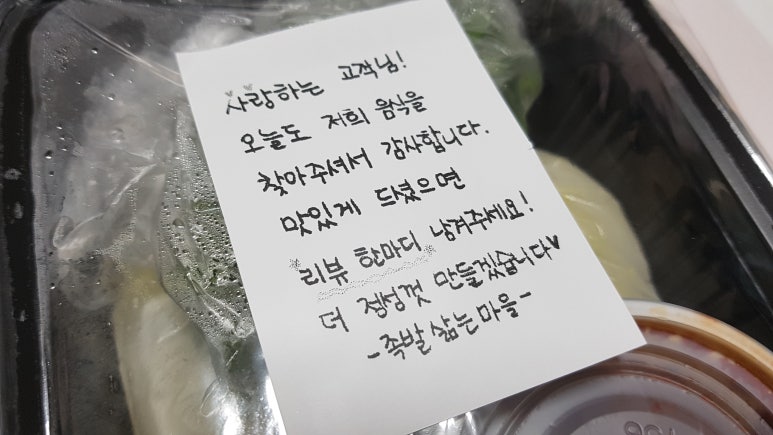 사랑하는 고객님!
오늘도 저희 음식을
찾아주셔서 감사합니다.
맛있게 드셨으면
리뷰 한마디 남겨주세요!
더 정성껏 만들겠습니다♥
-족발 삶는 마을-